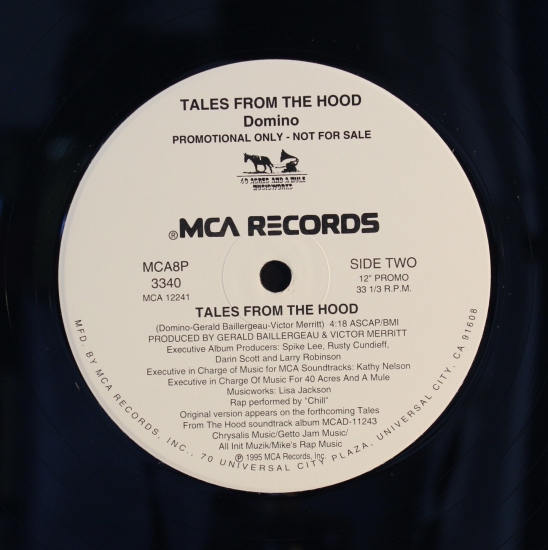 TALES FROM THE HOOD
Domino
PROMOTIONAL ONLY - NOT FOR SALE
40 ACRES AND A MULE
MUSICWORKS
®MCA RECORDS
MCA8P
3340
MCA 12241
SIDE TWO
12" PROMO
33 1/3 R.P.M.
TALES FROM THE HOOD
(Domino-Gerald Baillergeau-Victor Merritt) 4:18 ASCAP/BMI
PRODUCED BY GERALD BAILLERGEAU & VICTOR MERRITT
Executive Album Producers: Spike Lee, Rusty Cundieff,
Darin Scott and Larry Robinson
Executive in Charge of Music for MCA Soundtracks: Kathy Nelson
Executive in Charge Of Music For 40 Acres And A Mule
Musicworks: Lisa Jackson
Rap performed by "Chill"
Original version appears on the forthcoming Tales
From The Hood soundtrack album MCAD-11243
Chrysalis Music/Getto Jam Music/
All Init Muzik/Mike's Rap Music
℗ 1995 MCA Records, Inc.
MFD. BY MCA RECORDS, INC., 70 UNIVERSAL CITY PLAZA, UNIVERSAL CITY, CA 91608